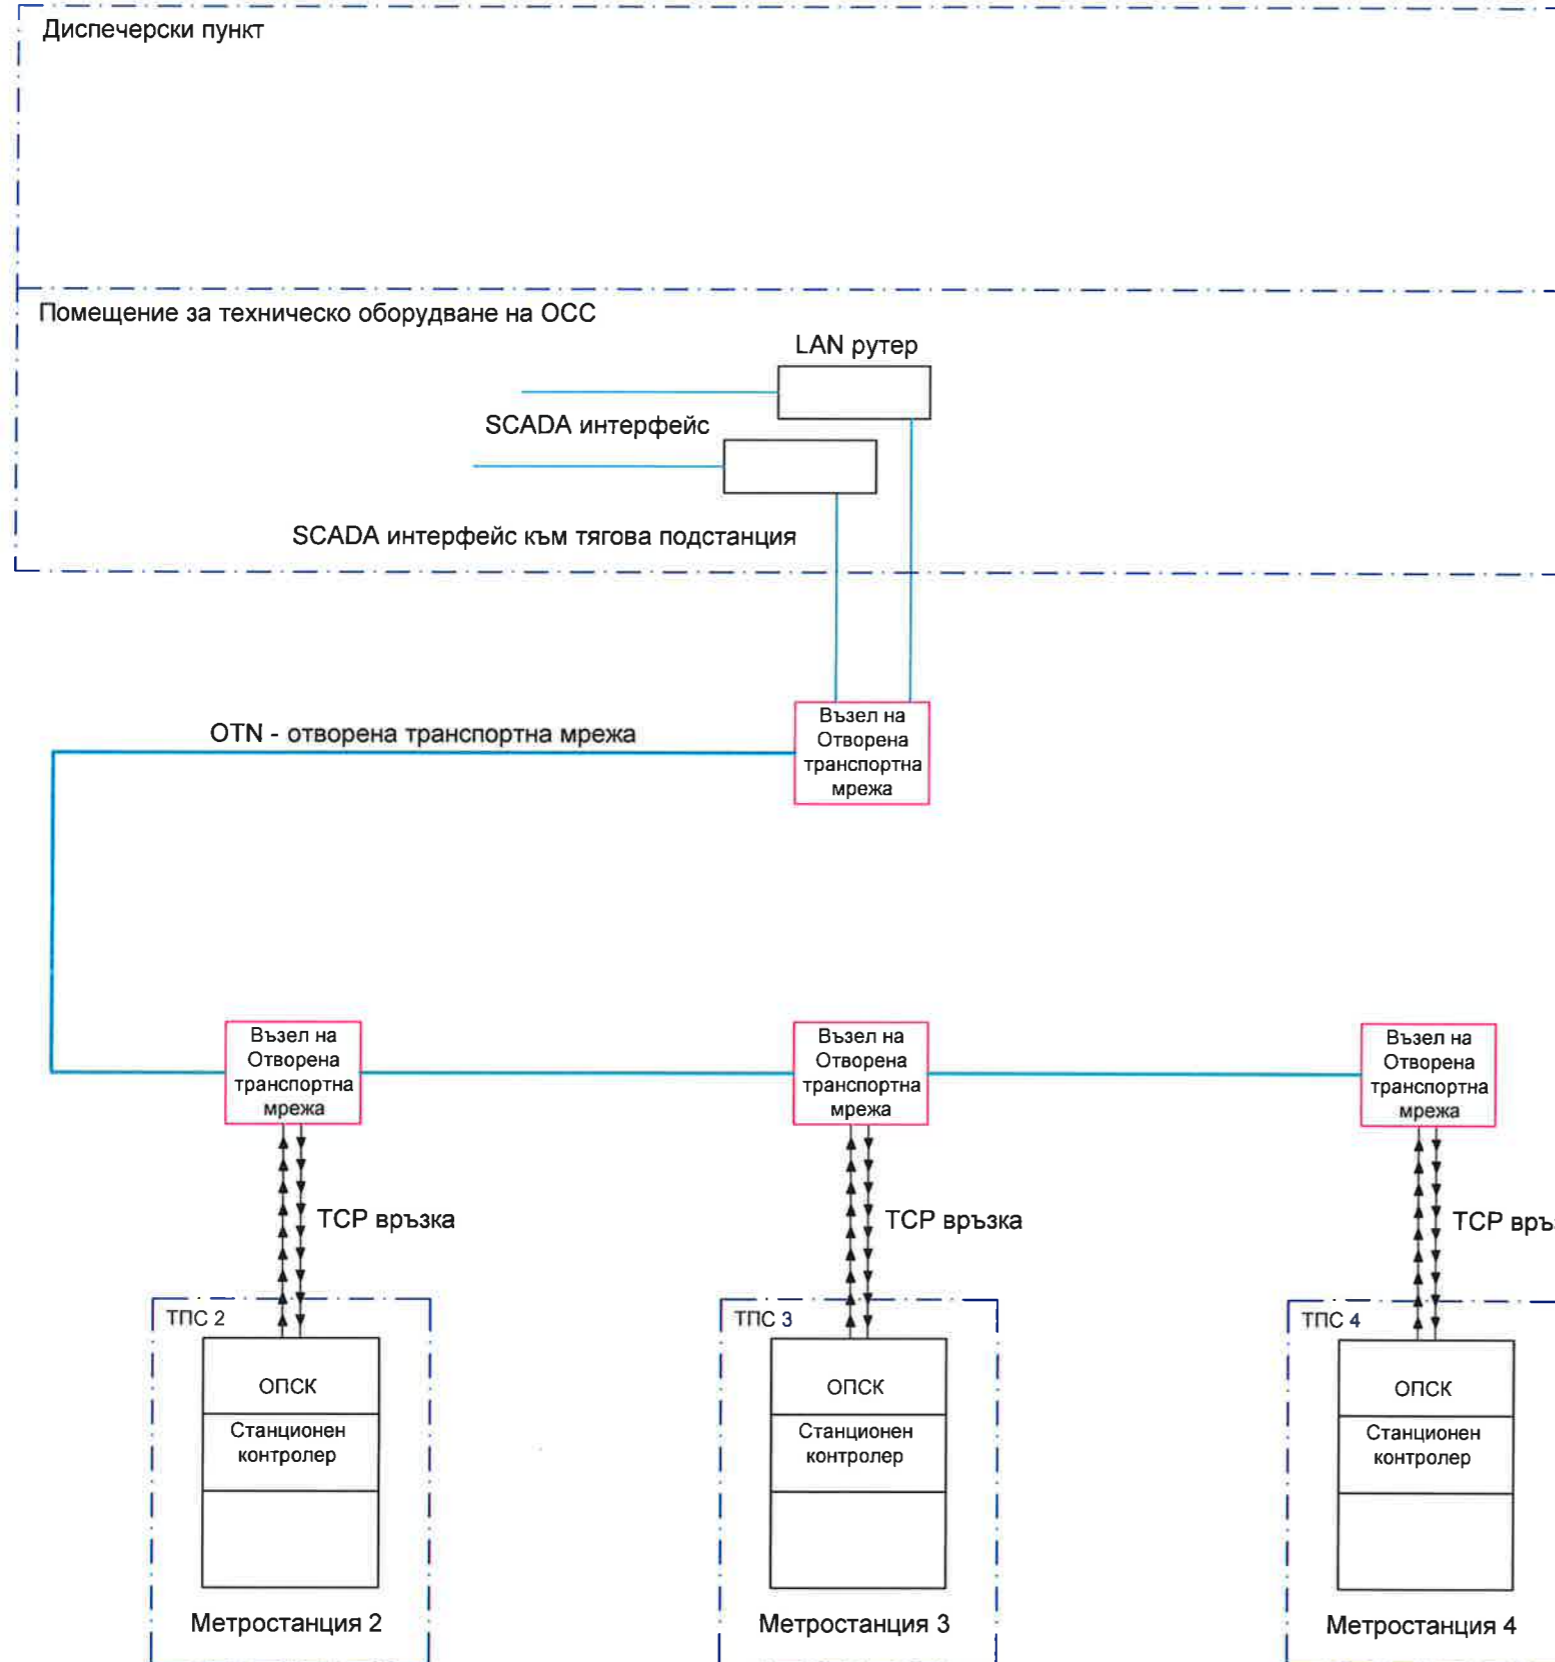 Диспечерски пункт
Помещение за техническо оборудване на ОСС
LAN рутер
SCADA интерфейс
SCADA интерфейс към тягова подстанция
OTN - отворена транспортна мрежа
Възел на
Отворена
транспортна
мрежа
Възел на
Отворена
транспортна
мрежа
Възел на
Отворена
транспортна
мрежа
Възел на
Отворена
транспортна
мрежа
TCP връзка
TCP връзка
TCP
ТПС 2
ТПС 3
ТПС 4
ОПСК
Станционен
контролер
ОПСК
Станционен
контролер
ОПСК
Станционен
контролер
Метростанция 2
Метростанция 3
Метростанция 4